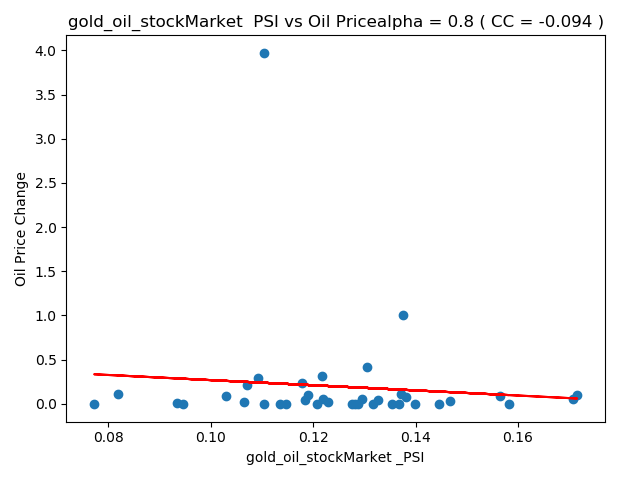 gold_oil_stockMarket  PSI vs Oil Pricealpha = 0.8 ( CC = -0.094 )
4.0
3.5
3.0
2.5
2.0
1.5
1.0
0.5
0.0
Oil Price Change
0.08 0.10 0.12 0.14 0.16
gold_oil_stockMarket _PSI